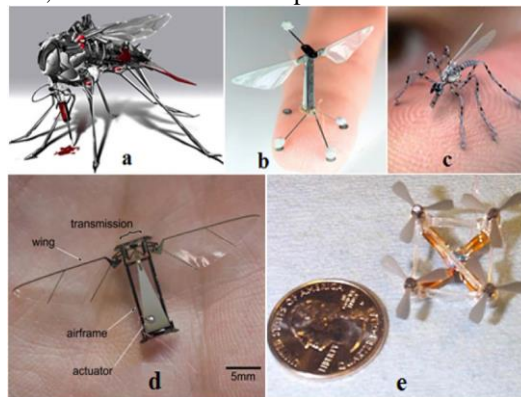 a
b
c
transmission
wing
airframe
actuator
5mm
d
e